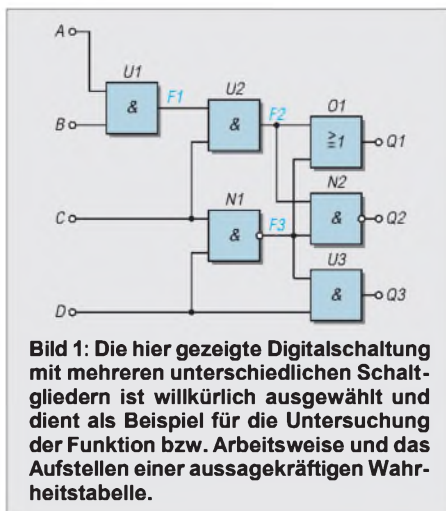 A
U1
F1
U2
&
B
&
F2
O1
≧1
Q1
C
N1
&
F3
N2
&
Q2
U3
&
Q3
D
Bild 1: Die hier gezeigte Digitalschaltung
mit mehreren unterschiedlichen Schalt-
gliedern ist willkürlich ausgewählt und
dient als Beispiel für die Untersuchung
der Funktion bzw. Arbeitsweise und das
Aufstellen einer aussagekräftigen Wahr-
heitstabelle.